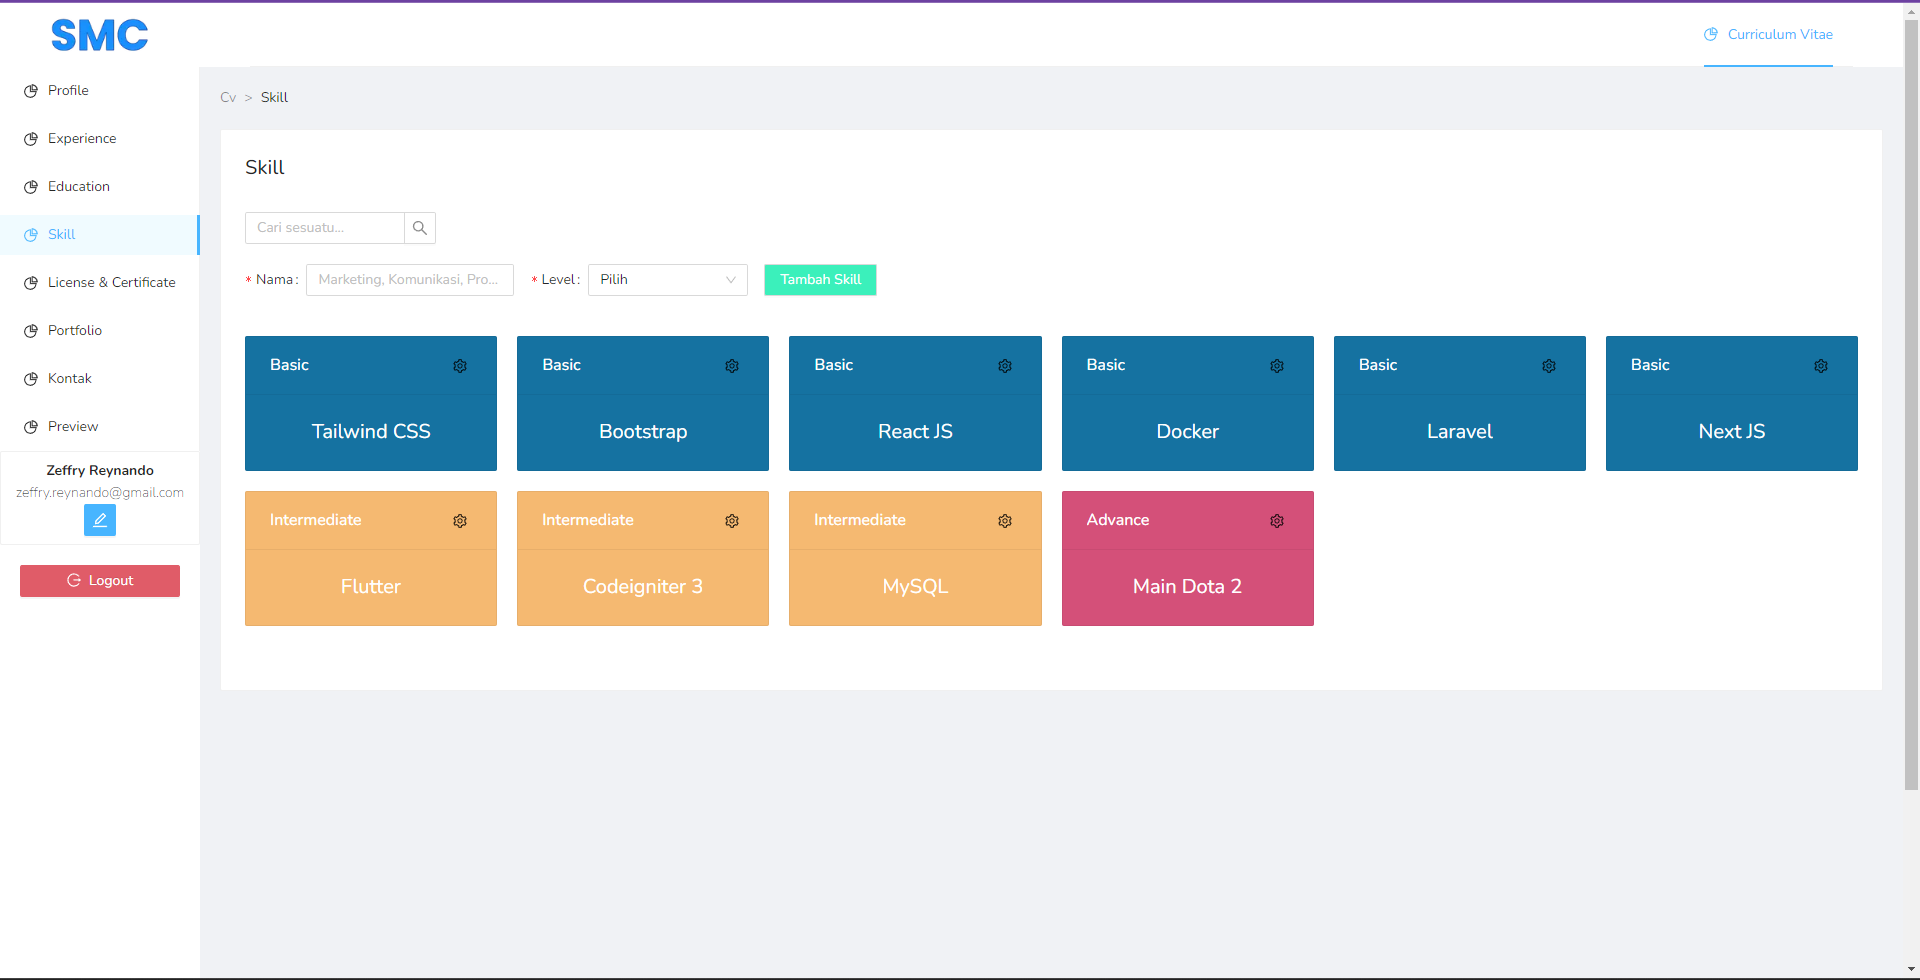 SMC
Curriculum Vitae
Profile
Experience
Education
Skill
License & Certificate
Portfolio
Kontak
Preview
Zeffry Reynando
zeffry.reynando@gmail.com
Logout
Cv > Skill
Skill
Cari sesuatu...
* Nama : Marketing, Komunikasi, Pro... * Level : Pilih Tambah Skill
Basic Basic Basic Basic Basic Basic
Tailwind CSS Bootstrap React JS Docker Laravel Next JS
Intermediate Intermediate Intermediate Advance
Flutter Codeigniter 3 MySQL Main Dota 2